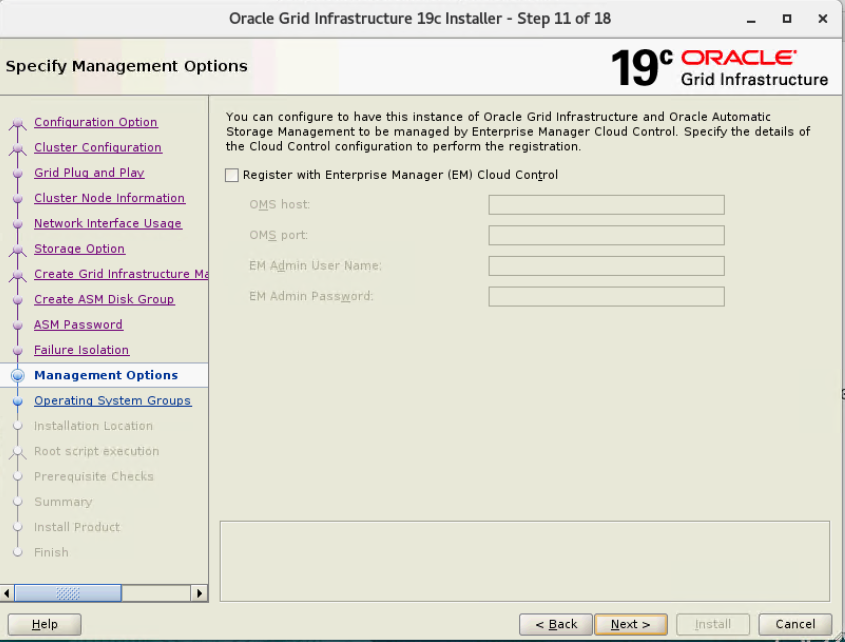 Oracle Grid Infrastructure 19c Installer - Step 11 of 18
Specify Management Options
19c ORACLE
Grid Infrastructure
Configuration Option
Cluster Configuration
Grid Plug and Play
Cluster Node Information
Network Interface Usage
Storage Option
Create Grid Infrastructure Ma
Create ASM Disk Group
ASM Password
Failure Isolation
Management Options
Operating System Groups
Installation Location
Root script execution
Prerequisite Checks
Summary
Install Product
Finish
You can configure to have this instance of Oracle Grid Infrastructure and Oracle Automatic
Storage Management to be managed by Enterprise Manager Cloud Control. Specify the details of
the Cloud Control configuration to perform the registration.
Register with Enterprise Manager (EM) Cloud Control
OMS host:
OMS port:
EM Admin User Name:
EM Admin Password:
Help
< Back
Next >
Install
Cancel